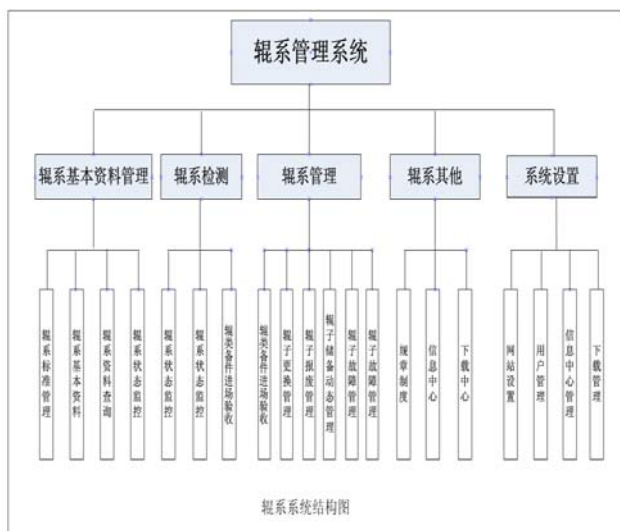 辊系管理系统
辊系基本资料管理
辊系检测
辊系管理
辊系其他
系统设置
辊系标准管理
辊系基本资料
辊系资料查询
辊系状态监控
辊系状态监控
辊系状态监控
辊类备件进场验收
辊类备件进场验收
辊子更换管理
辊子报废管理
辊子储备动态管理
辊子故障管理
辊子故障管理
规章制度
信息中心
下载中心
网站设置
用户管理
信息中心管理
下载管理
辊系系统结构图